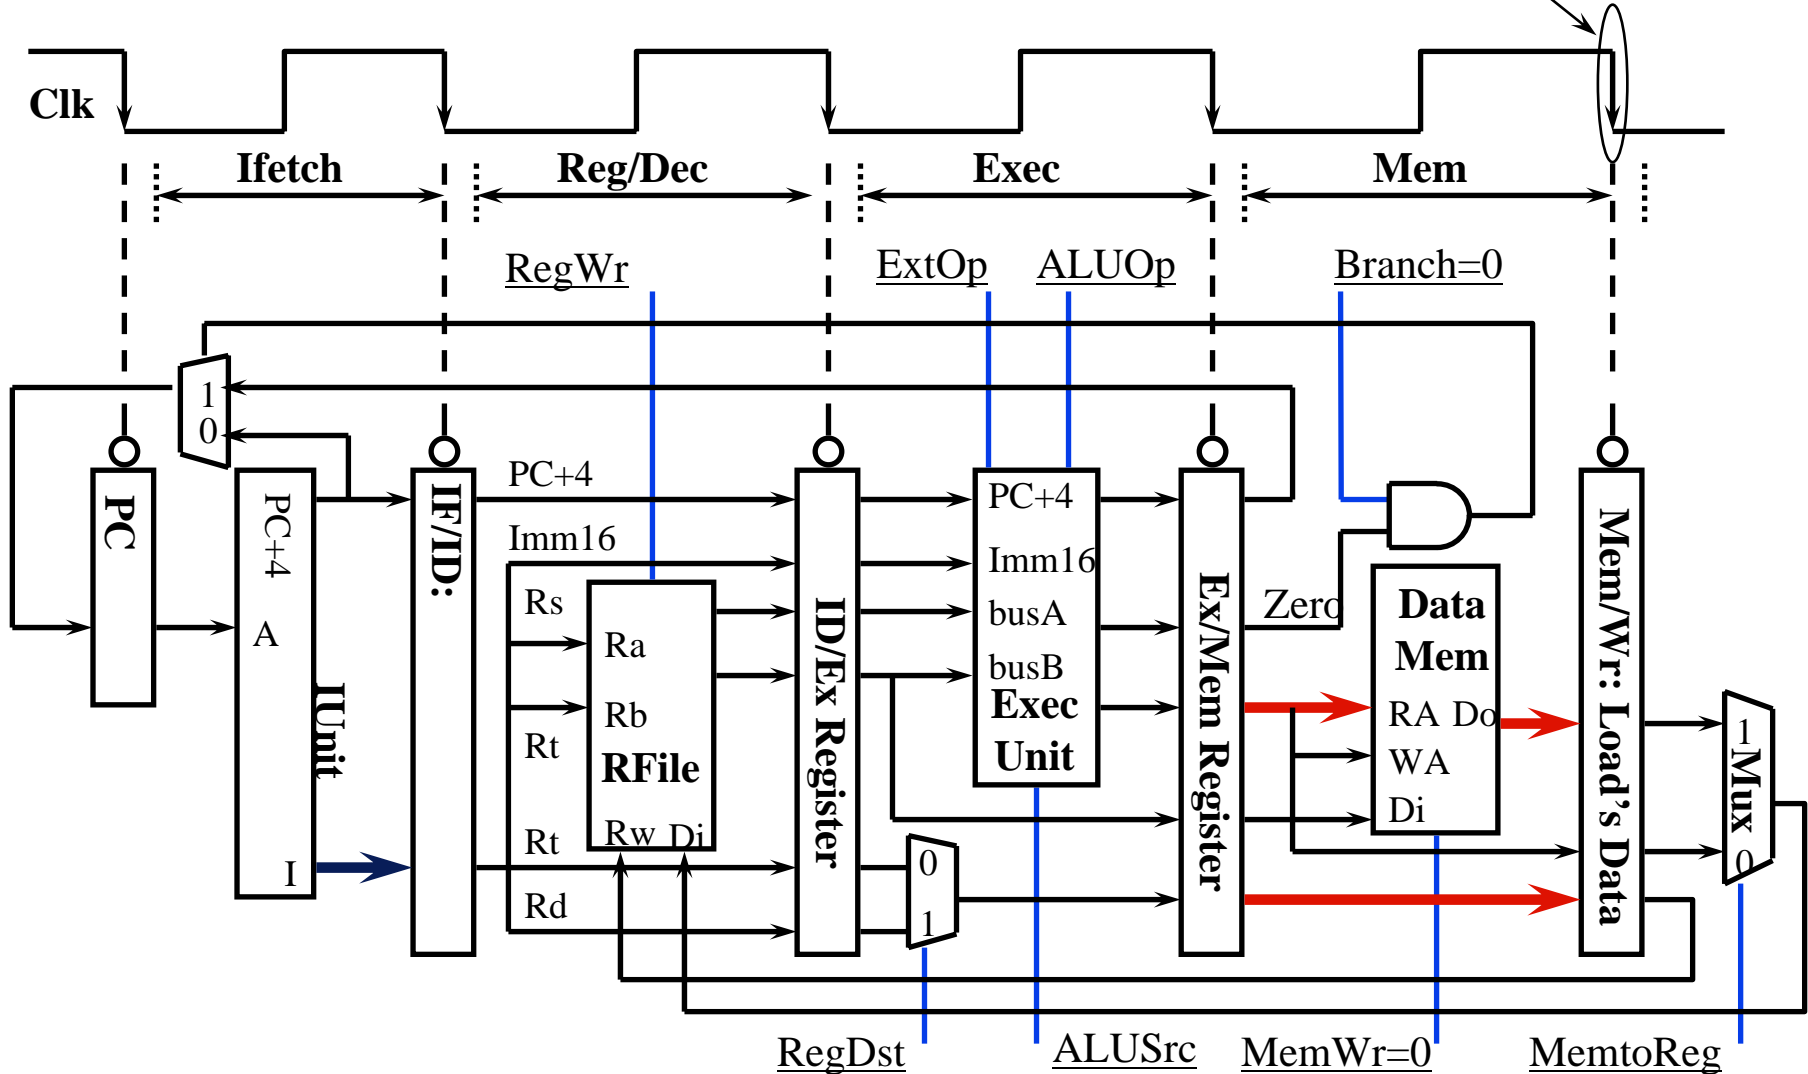 Clk
Ifetch
Reg/Dec
Exec
Mem
RegWr
ExtOp
ALUOp
Branch=0
1
0
PC
PC+4
A
IUnit
I
IF/ID:
PC+4
Imm16
Rs
Ra
Rb
Rt
RFile
Rw Di
Rt
Rd
ID/Ex Register
PC+4
Imm16
busA
busB
Exec
Unit
0
1
Ex/Mem Register
Zero
Data
Mem
RA Do
WA
Di
Mem/Wr: Load's Data
1
Mux
0
RegDst
ALUSrc
MemWr=0
MemtoReg